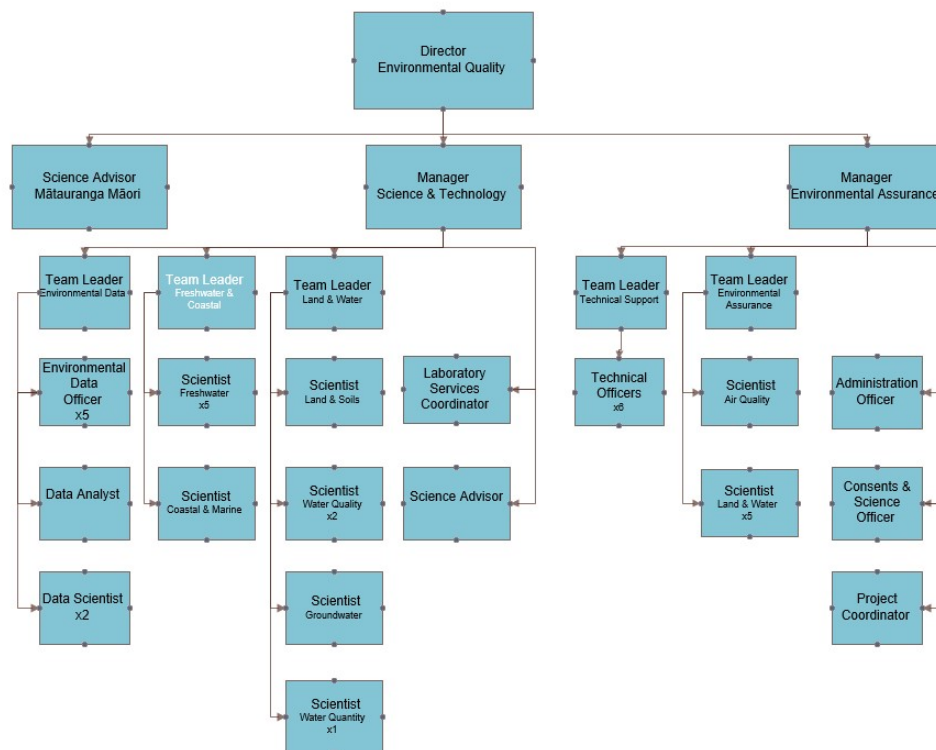 Director
Environmental Quality
Science Advisor
Mātauranga Māori
Manager
Science & Technology
Manager
Environmental Assurance
Team Leader
Environmental Data
Team Leader
Freshwater &
Coastal
Team Leader
Land & Water
Team Leader
Technical Support
Team Leader
Environmental
Assurance
Environmental
Data
Officer
x5
Scientist
Freshwater
x5
Scientist
Land & Soils
Laboratory
Services
Coordinator
Technical
Officers
x6
Scientist
Air Quality
Administration
Officer
Data Analyst
Scientist
Coastal & Marine
Scientist
Water Quality
x2
Science Advisor
Scientist
Land & Water
x5
Consents &
Science
Officer
Data Scientist
x2
Scientist
Groundwater
Project
Coordinator
Scientist
Water Quantity
x1